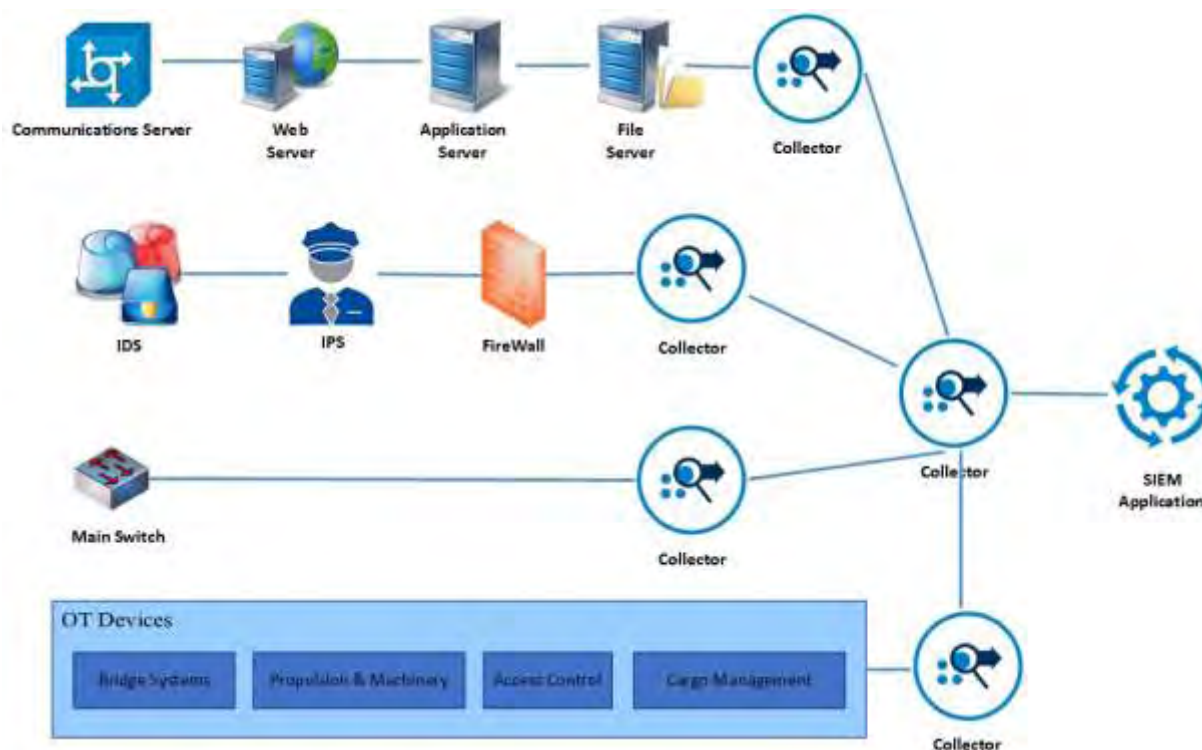 Communications Server
Web
Server
Application
Server
File
Server
Collector
IDS
IPS
FireWall
Collector
Collector
SIEM
Application
Main Switch
Collector
OT Devices
Bridge Systems
Propulsion & Machinery
Access Control
Cargo Management
Collector